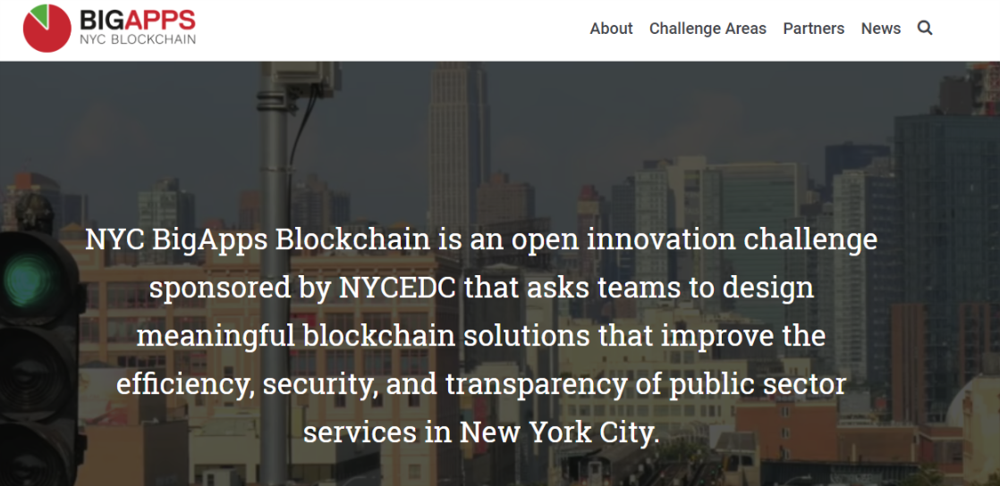 BIGAPPS
NYC BLOCKCHAIN
About Challenge Areas Partners News
NYC BigApps Blockchain is an open innovation challenge
sponsored by NYCEDC that asks teams to design
meaningful blockchain solutions that improve the
efficiency, security, and transparency of public sector
services in New York City.